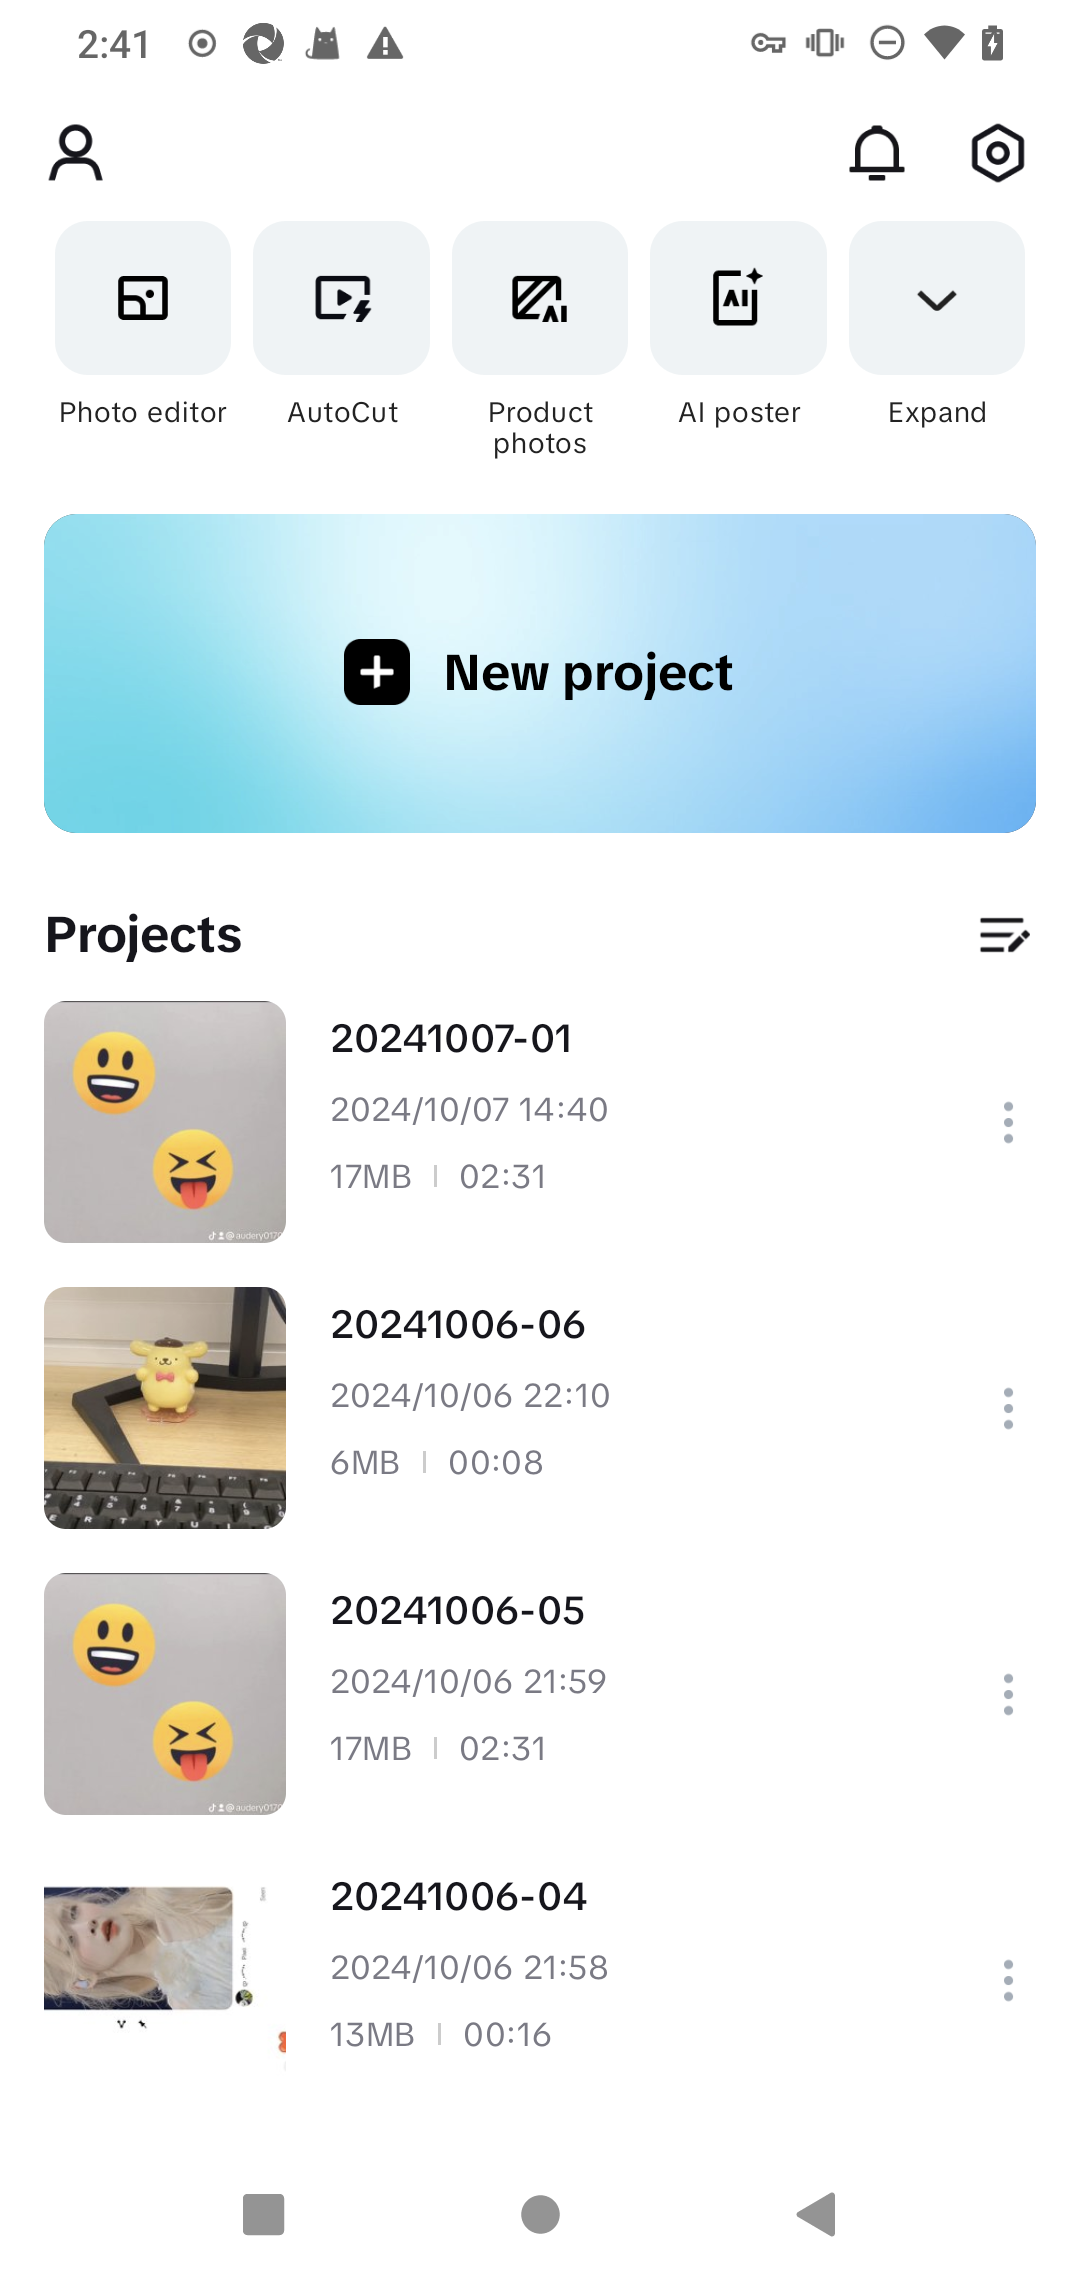 2:41
Photo editor
AutoCut
Product
photos
AI poster
Expand
New project
Projects
20241007-01
2024/10/07 14:40
17MB
02:31
20241006-06
2024/10/06 22:10
6MB
00:08
20241006-05
2024/10/06 21:59
17MB
02:31
20241006-04
2024/10/06 21:58
13MB
00:16